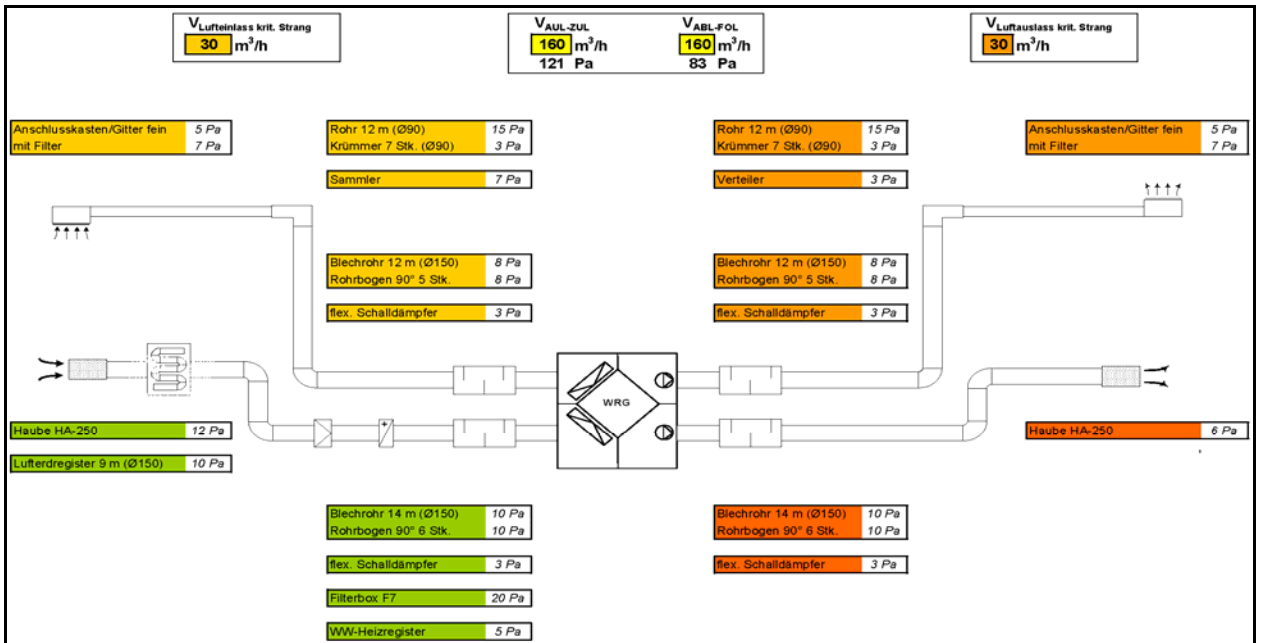 V Lufteinlass krit. Strang
30 m³/h
V AUL-ZUL V ABL-FOL
160 m³/h 160 m³/h
121 Pa 83 Pa
V Luftauslass krit. Strang
30 m³/h
Anschlusskasten/Gitter fein 5 Pa
mit Filter 7 Pa
Rohr 12 m (Ø90) 15 Pa
Krümmer 7 Stk. (Ø90) 3 Pa
Sammler 7 Pa
Rohr 12 m (Ø90) 15 Pa
Krümmer 7 Stk. (Ø90) 3 Pa
Verteiler 3 Pa
Anschlusskasten/Gitter fein 5 Pa
mit Filter 7 Pa
Blechrohr 12 m (Ø150) 8 Pa
Rohrbogen 90° 5 Stk. 8 Pa
flex. Schalldämpfer 3 Pa
Blechrohr 12 m (Ø150) 8 Pa
Rohrbogen 90° 5 Stk. 8 Pa
flex. Schalldämpfer 3 Pa
WRG
+
Haube HA-250 12 Pa
Lufterdregister 9 m (Ø150) 10 Pa
Haube HA-250 6 Pa
Blechrohr 14 m (Ø150) 10 Pa
Rohrbogen 90° 6 Stk. 10 Pa
flex. Schalldämpfer 3 Pa
Filterbox F7 20 Pa
WW-Heizregister 5 Pa
Blechrohr 14 m (Ø150) 10 Pa
Rohrbogen 90° 6 Stk. 10 Pa
flex. Schalldämpfer 3 Pa